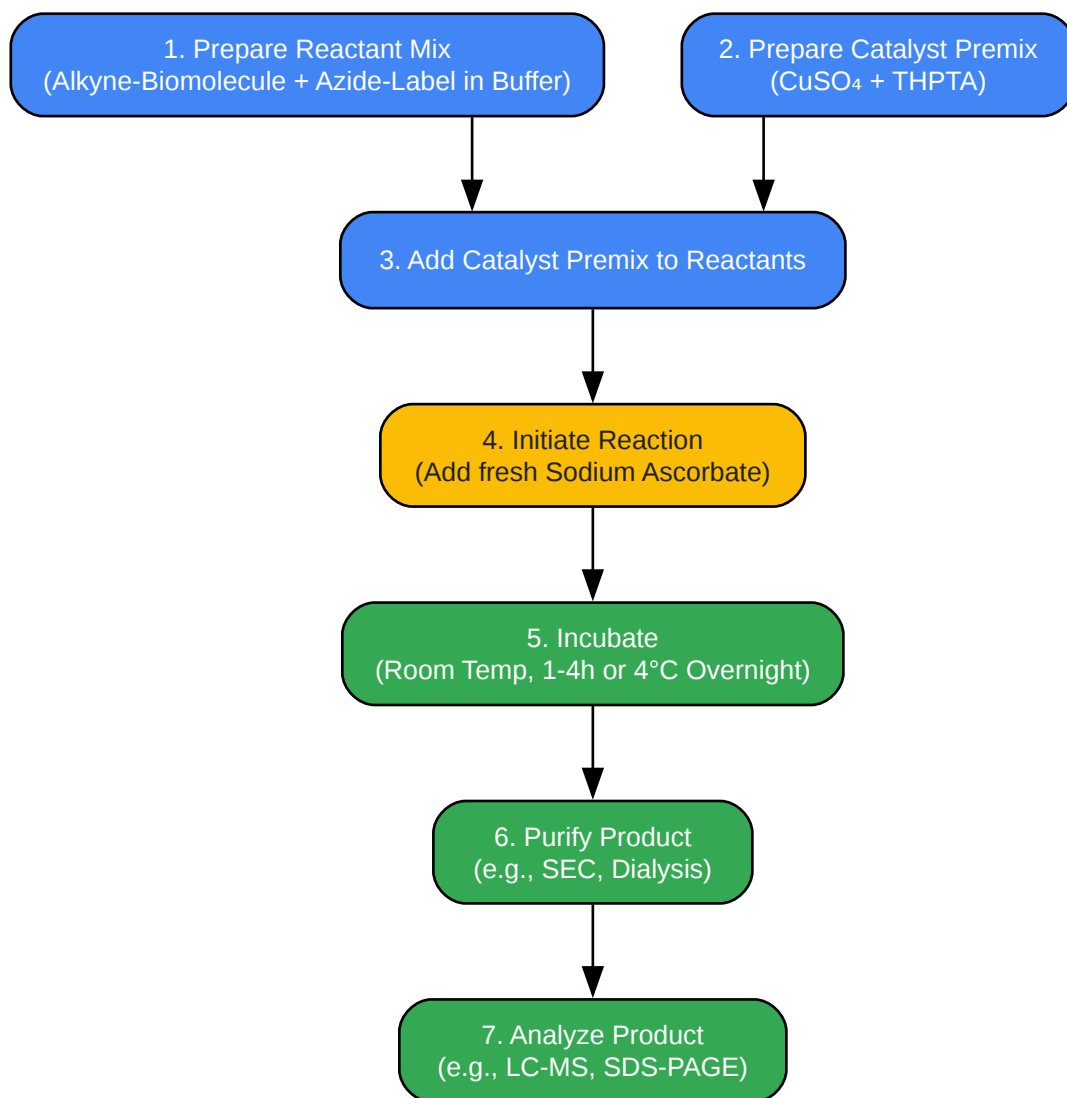 1. Prepare Reactant Mix
(Alkyne-Biomolecule + Azide-Label in Buffer)
2. Prepare Catalyst Premix
(CuSO₄ + THPTA)
3. Add Catalyst Premix to Reactants
4. Initiate Reaction
(Add fresh Sodium Ascorbate)
5. Incubate
(Room Temp, 1-4h or 4°C Overnight)
6. Purify Product
(e.g., SEC, Dialysis)
7. Analyze Product
(e.g., LC-MS, SDS-PAGE)